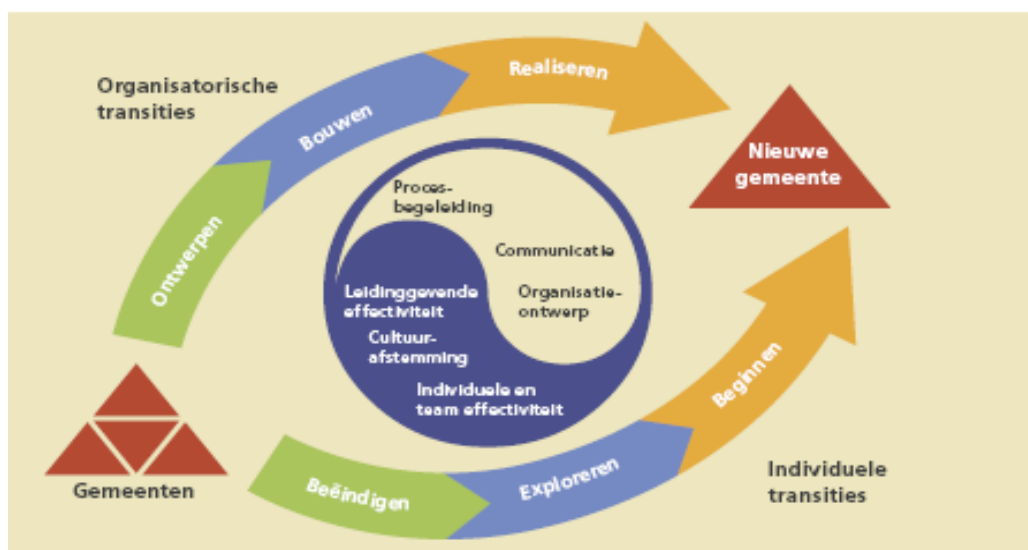 Organisatorische
transities
Ontwerpen
Bouwen
Realiseren
Nieuwe
gemeente
Proces-
begeleiding
Communicatie
Organisatie-
ontwerp
Leidinggevende
effectiviteit
Cultuur-
afstemming
Individuele en
team effectiviteit
Gemeenten
Beëindigen
Exploreren
Beginnen
Individuele
transities